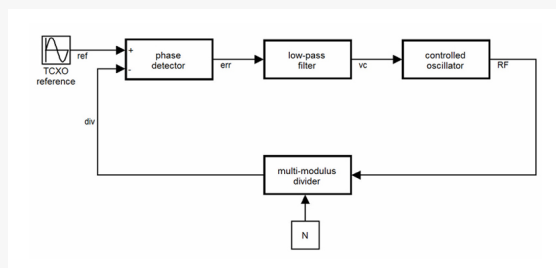 ref
TCXO
reference
+
-
phase
detector
err
low-pass
filter
vc
controlled
oscillator
RF
div
multi-modulus
divider
N